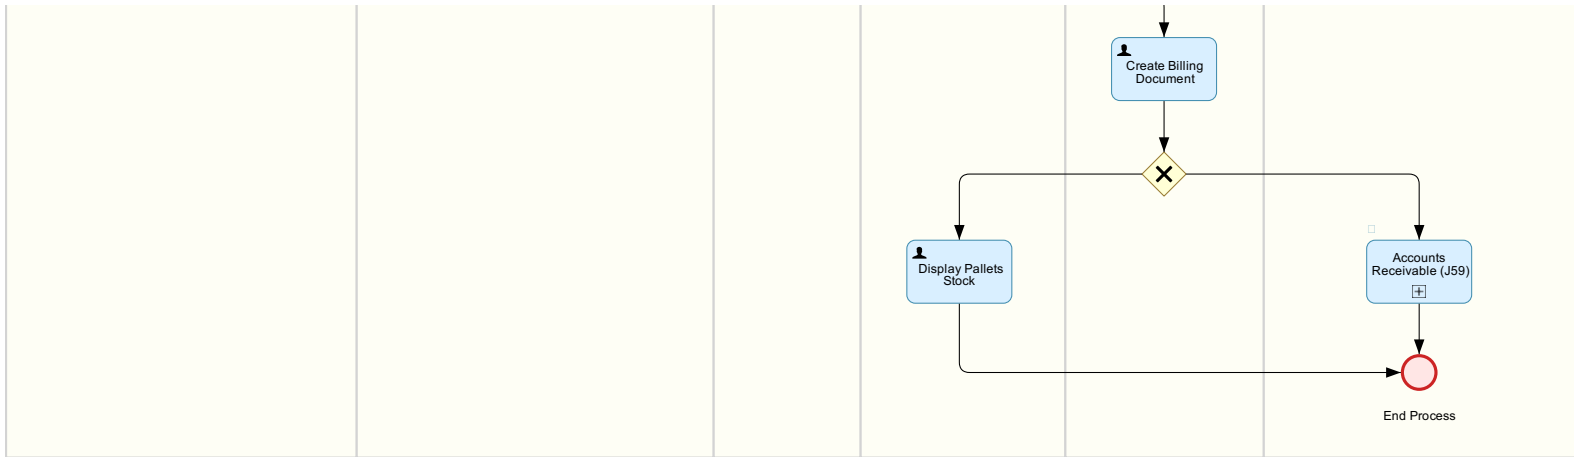 Create Billing
Document
Display Pallets
Stock
Accounts
Receivable (J59)
End Process